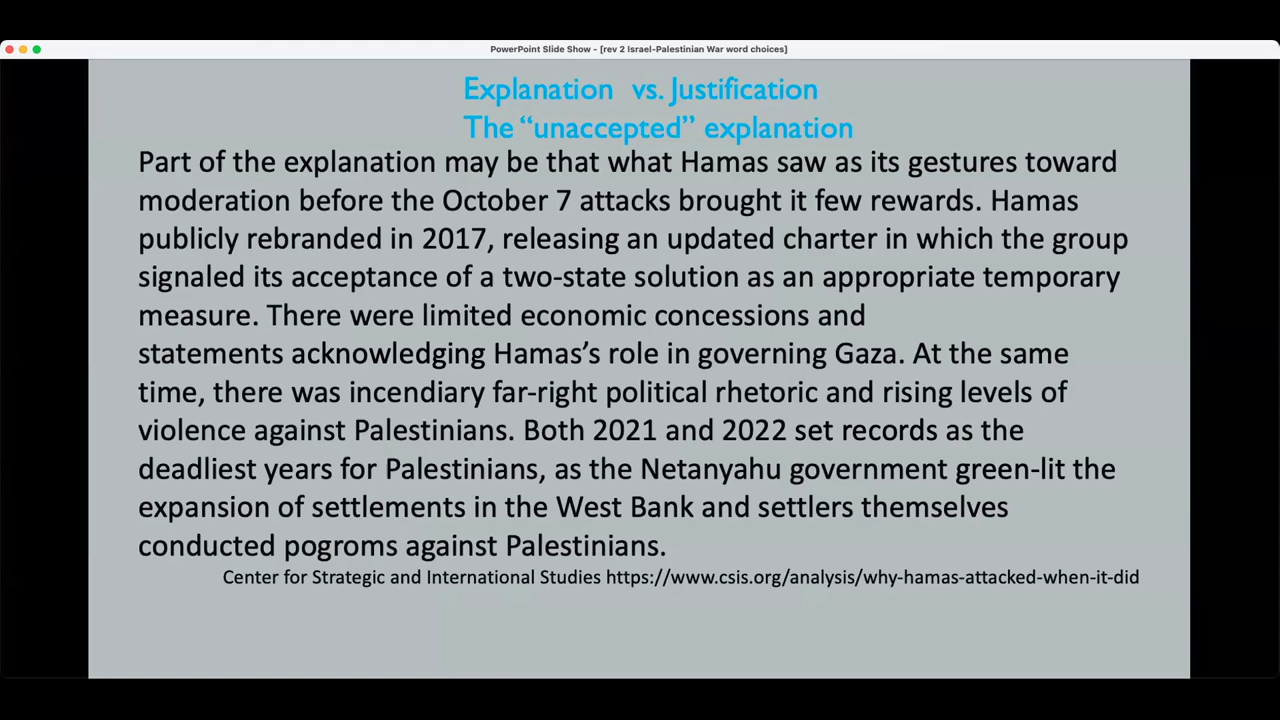 PowerPoint Slide Show - [rev 2 Israel-Palestinian War word choices]
Explanation vs. Justification
The “unaccepted” explanation
Part of the explanation may be that what Hamas saw as its gestures toward
moderation before the October 7 attacks brought it few rewards. Hamas
publicly rebranded in 2017, releasing an updated charter in which the group
signaled its acceptance of a two-state solution as an appropriate temporary
measure. There were limited economic concessions and
statements acknowledging Hamas’s role in governing Gaza. At the same
time, there was incendiary far-right political rhetoric and rising levels of
violence against Palestinians. Both 2021 and 2022 set records as the
deadliest years for Palestinians, as the Netanyahu government green-lit the
expansion of settlements in the West Bank and settlers themselves
conducted pogroms against Palestinians.
Center for Strategic and International Studies https://www.csis.org/analysis/why-hamas-attacked-when-it-did